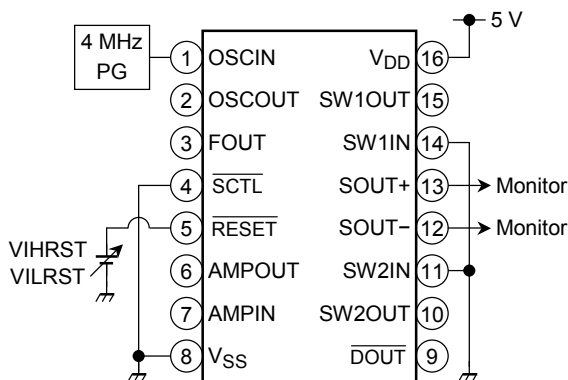 5 V
4 MHz
PG
1 OSCIN
VDD 16
2 OSCOUT
SW1OUT 15
3 FOUT
SW1IN 14
4 SCTL
SOUT+ 13 Monitor
5 RESET
SOUT− 12 Monitor
VIHRST
VILRST
6 AMPOUT
SW2IN 11
7 AMPIN
SW2OUT 10
8 VSS
DOUT 9